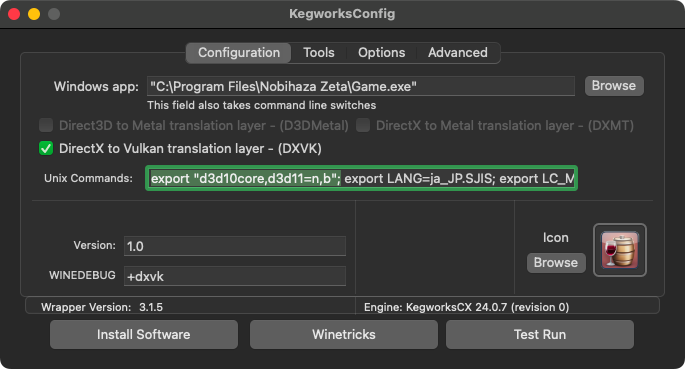 KegworksConfig
Configuration Tools Options Advanced
Windows app: "C:\Program Files\Nobihaza Zeta\Game.exe" Browse
This field also takes command line switches
Direct3D to Metal translation layer - (D3DMetal) DirectX to Metal translation layer - (DXMT)
DirectX to Vulkan translation layer - (DXVK)
Unix Commands: export "d3d10core,d3d11=n,b"; export LANG=ja_JP.SJIS; export LC_M
Icon
Version: 1.0
Browse
WINEDEBUG +dxvk
Wrapper Version: 3.1.5 Engine: KegworksCX 24.0.7 (revision 0)
Install Software Winetricks Test Run